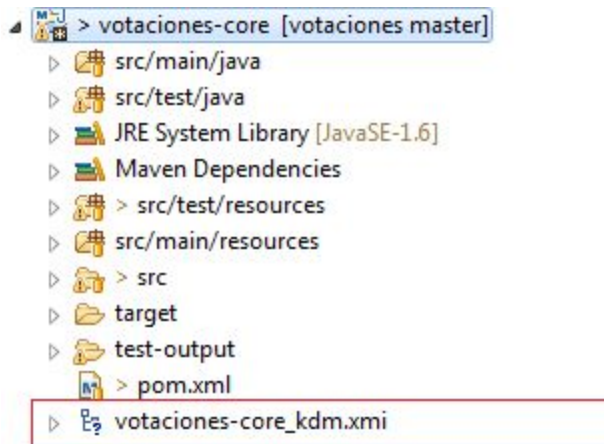 > votaciones-core [votaciones master]
src/main/java
src/test/java
JRE System Library [JavaSE-1.6]
Maven Dependencies
> src/test/resources
src/main/resources
> src
target
test-output
> pom.xml
votaciones-core_kdm.xmi